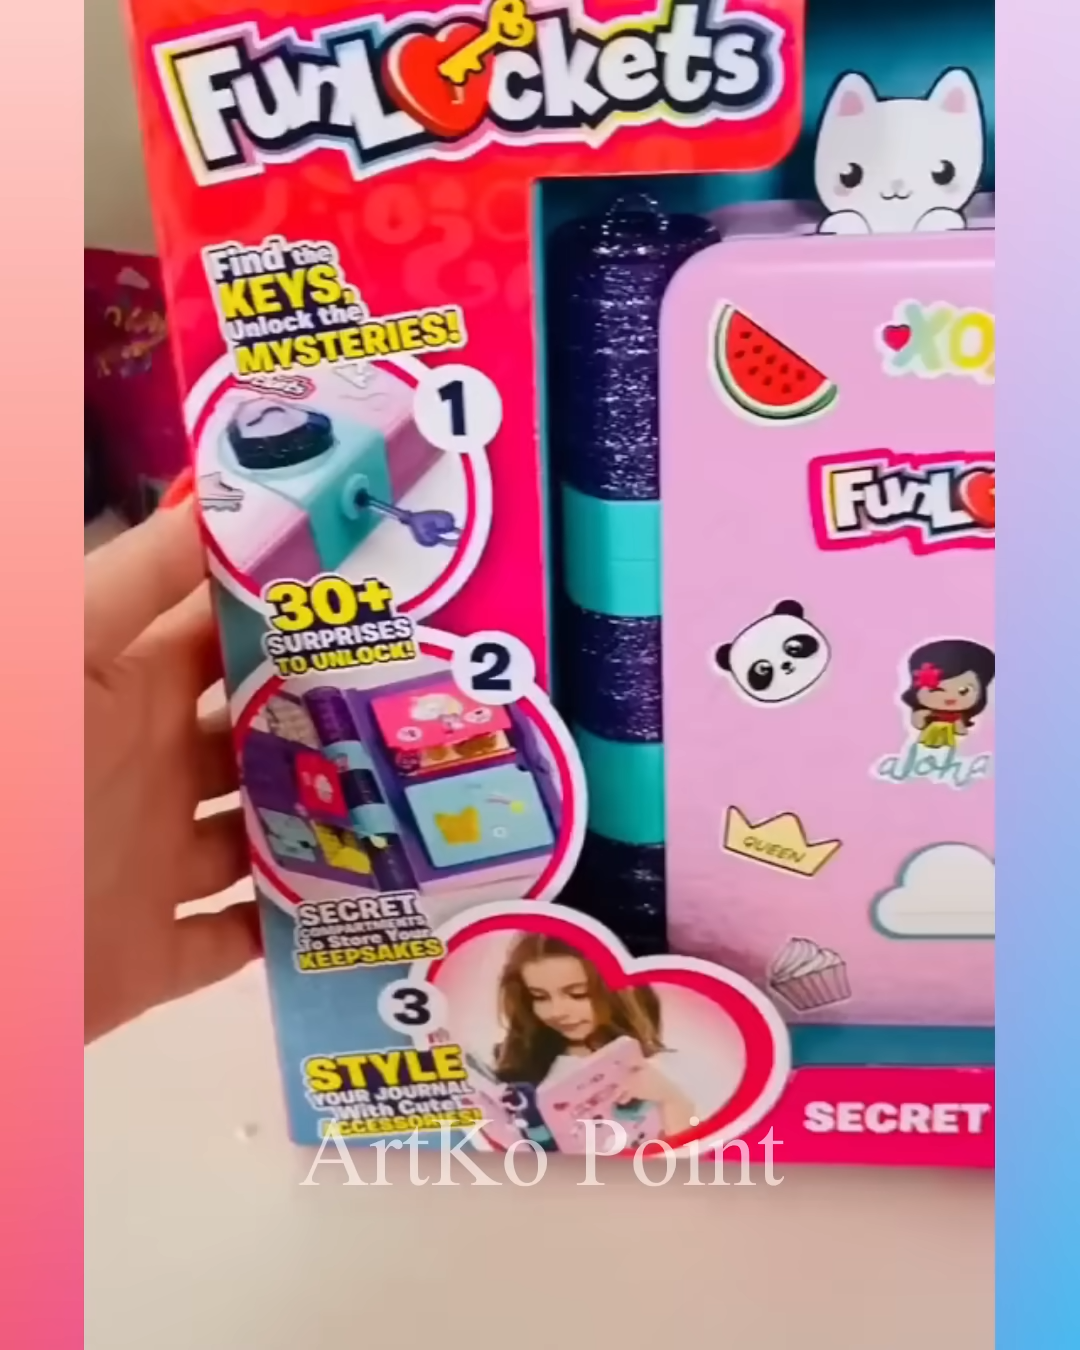 FunLockets
Find the
KEYS,
Unlock the
MYSTERIES!
1
XO
FunL
30+
SURPRISES
TO UNLOCK!
2
aloha
QUEEN
SECRET
COMPARTMENTS
To Store Your
KEEPSAKES
3
STYLE
YOUR JOURNAL
With Cute
ACCESSORIES!
SECRET
ArtKo Point